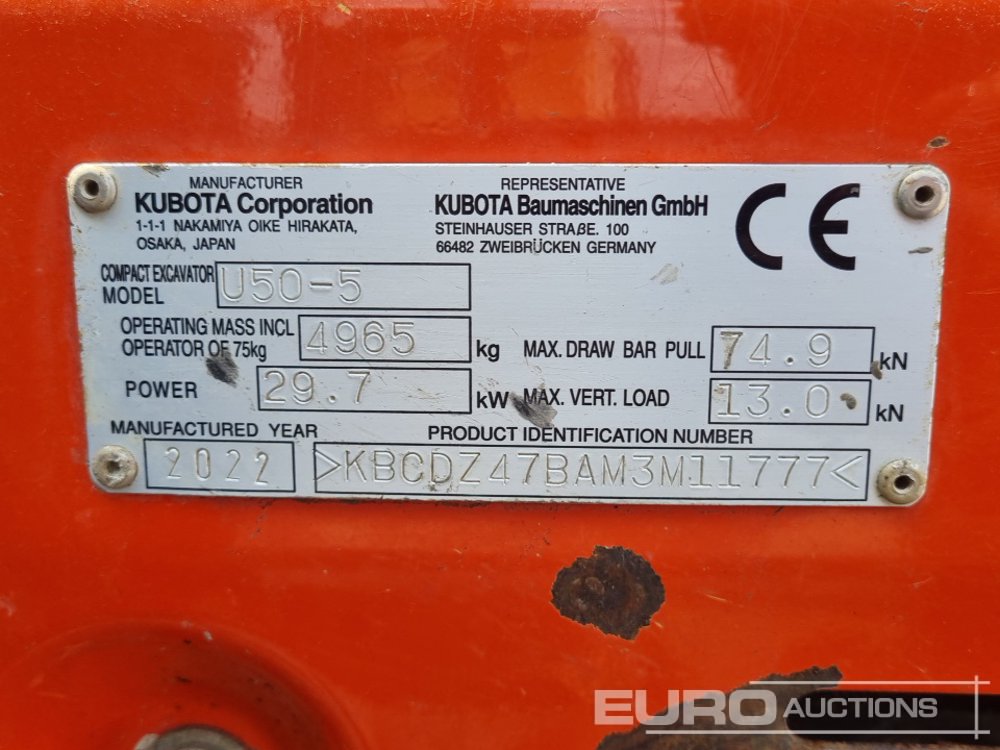 MANUFACTURER
KUBOTA Corporation
1-1-1 NAKAMIYA OIKE HIRAKATA,
OSAKA, JAPAN
REPRESENTATIVE
KUBOTA Baumaschinen GmbH
STEINHAUSER STRAßE. 100
66482 ZWEIBRÜCKEN GERMANY
CE
COMPACT EXCAVATOR
MODEL U50-5
OPERATING MASS INCL
OPERATOR OF 75kg 4965 kg
MAX. DRAW BAR PULL 74.9 kN
POWER 29.7 kW
MAX. VERT. LOAD 13.0 kN
MANUFACTURED YEAR
2022
PRODUCT IDENTIFICATION NUMBER
>KBCDZ47BAM3M11777<
EURO AUCTIONS